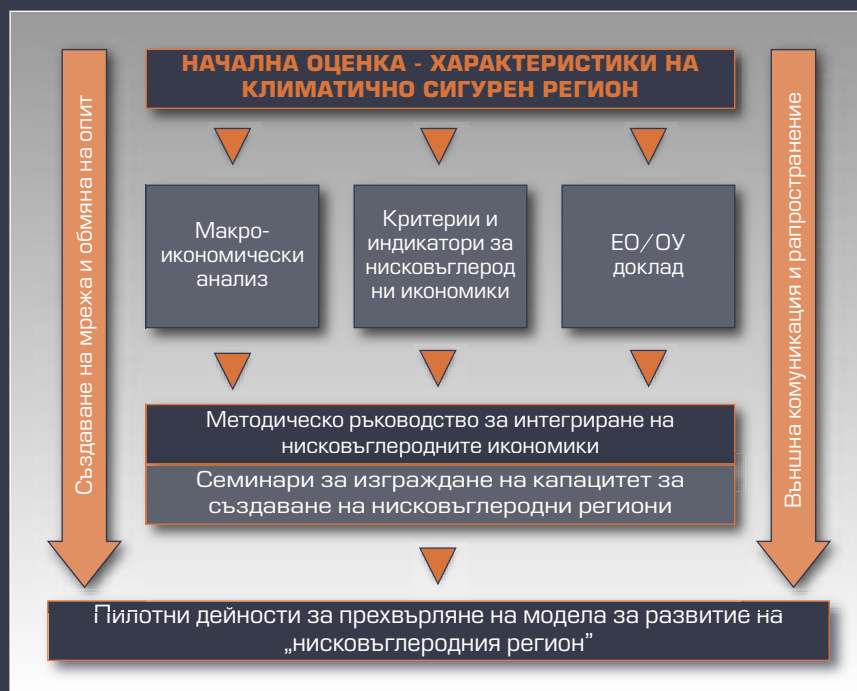 НАЧАЛНА ОЦЕНКА - ХАРАКТЕРИСТИКИ НА
КЛИМАТИЧНО СИГУРЕН РЕГИОН
Създаване на мрежа и обмяна на опит
Макро-
икономически
анализ
Критерии и
индикатори за
нисковъглерод
ни икономики
ЕО/ОУ
доклад
Външна комуникация и рапространение
Методическо ръководство за интегриране на
нисковъглеродните икономики
Семинари за изграждане на капацитет за
създаване на нисковъглеродни региони
Пилотни дейности за прехвърляне на модела за развитие на
„нисковъглеродния регион”